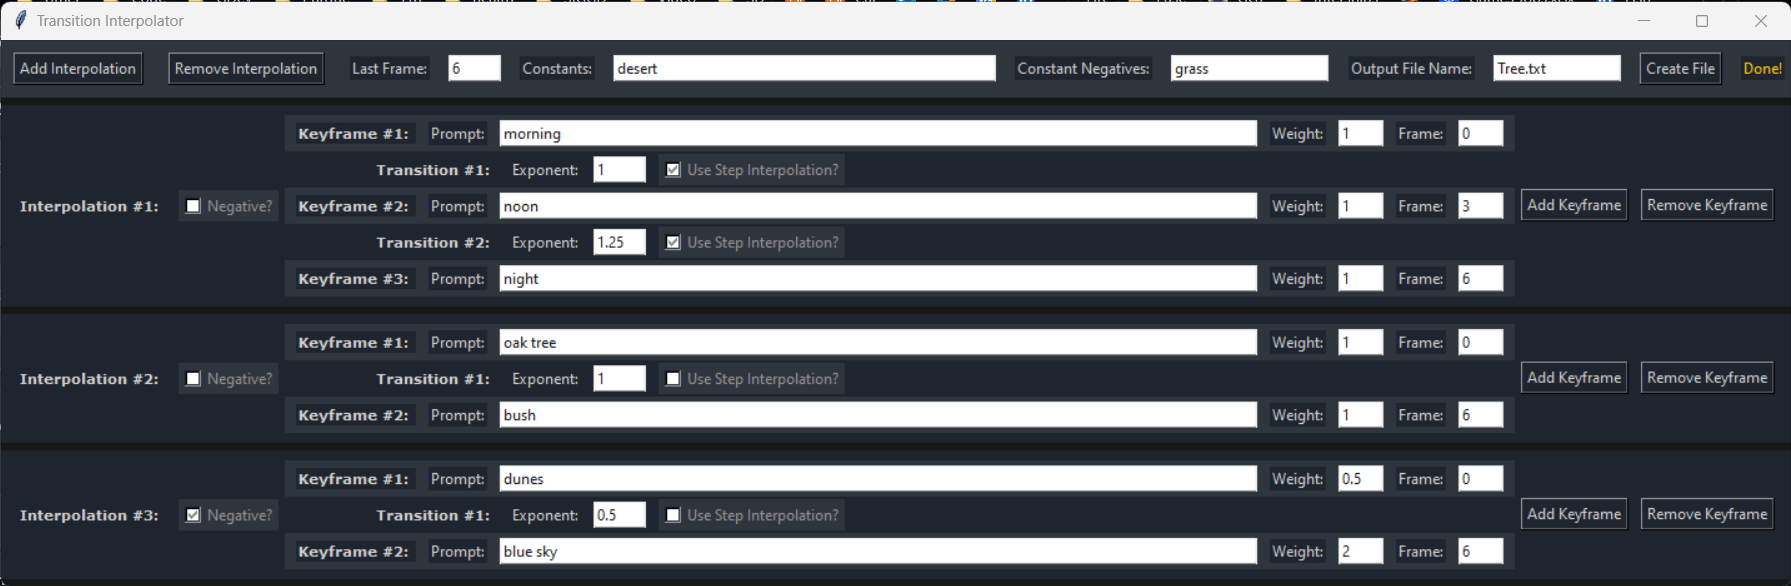 Transition Interpolator
Add Interpolation Remove Interpolation Last Frame: 6 Constants: desert Constant Negatives: grass Output File Name: Tree.txt Create File Done!
Keyframe #1: Prompt: morning Weight: 1 Frame: 0
Transition #1: Exponent: 1 Use Step Interpolation?
Interpolation #1: Negative? Keyframe #2: Prompt: noon Weight: 1 Frame: 3 Add Keyframe Remove Keyframe
Transition #2: Exponent: 1.25 Use Step Interpolation?
Keyframe #3: Prompt: night Weight: 1 Frame: 6
Keyframe #1: Prompt: oak tree Weight: 1 Frame: 0
Interpolation #2: Negative? Transition #1: Exponent: 1 Use Step Interpolation? Add Keyframe Remove Keyframe
Keyframe #2: Prompt: bush Weight: 1 Frame: 6
Keyframe #1: Prompt: dunes Weight: 0.5 Frame: 0
Interpolation #3: Negative? Transition #1: Exponent: 0.5 Use Step Interpolation? Add Keyframe Remove Keyframe
Keyframe #2: Prompt: blue sky Weight: 2 Frame: 6